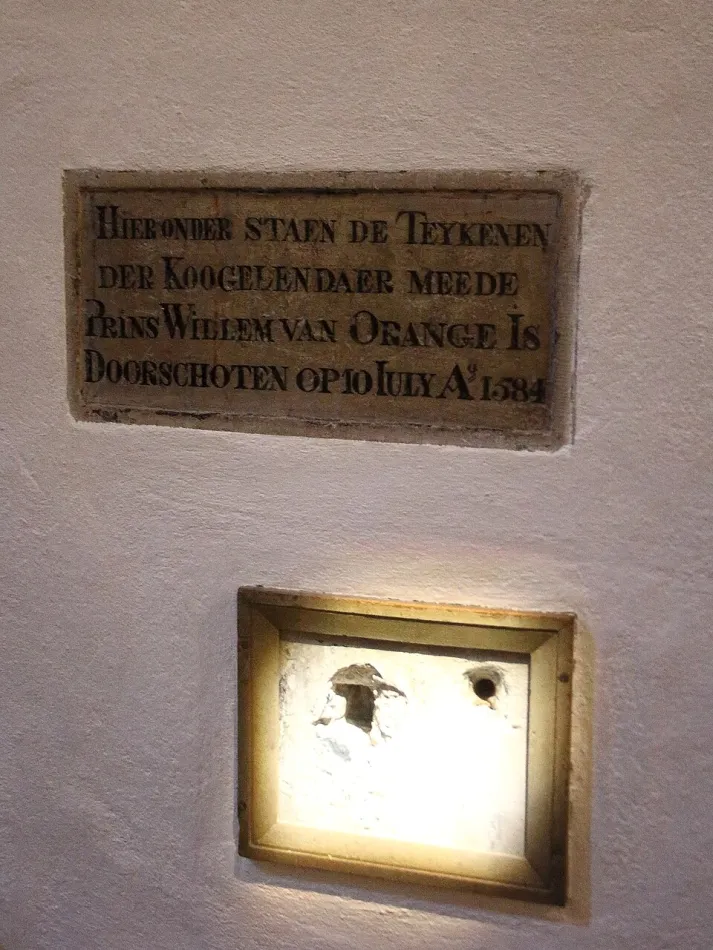 HIER ONDER STAEN DE TEYKENEN
DER KOOGELEN DAER MEEDE
PRINS WILLEM VAN ORANGE IS
DOORSCHOTEN OP 10 IULY Aº 1584